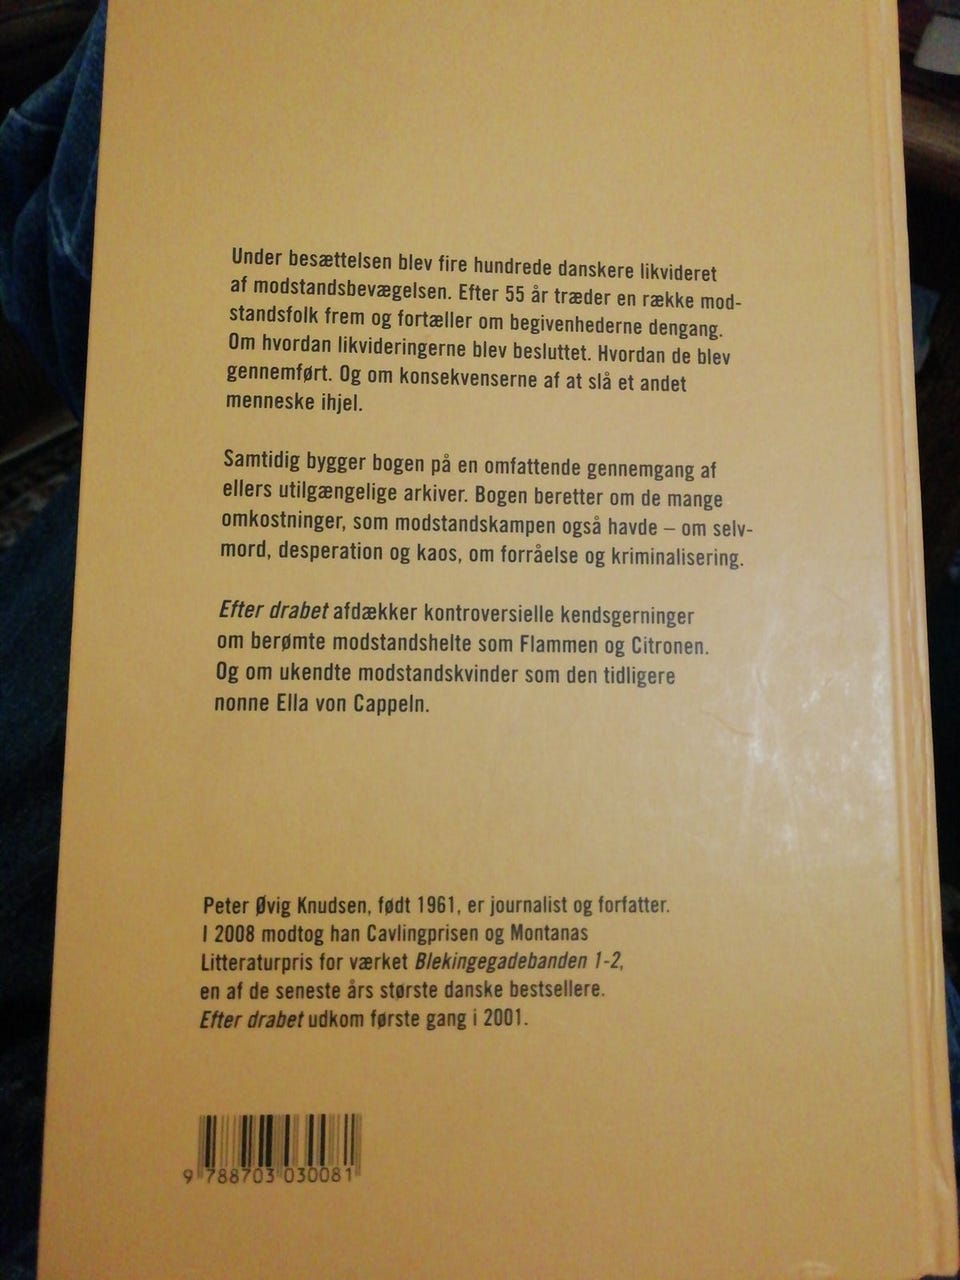 Under besættelsen blev fire hundrede danskere likvideret
af modstandsbevægelsen. Efter 55 år træder en række mod-
standsfolk frem og fortæller om begivenhederne dengang.
Om hvordan likvideringerne blev besluttet. Hvordan de blev
gennemført. Og om konsekvenserne af at slå et andet
menneske ihjel.
Samtidig bygger bogen på en omfattende gennemgang af
ellers utilgængelige arkiver. Bogen beretter om de mange
omkostninger, som modstandskampen også havde – om selv-
mord, desperation og kaos, om forråelse og kriminalisering.
Efter drabet afdækker kontroversielle kendsgerninger
om berømte modstandshelte som Flammen og Citronen.
Og om ukendte modstandskvinder som den tidligere
nonne Ella von Cappeln.
Peter Øvig Knudsen, født 1961, er journalist og forfatter.
I 2008 modtog han Cavlingprisen og Montanas
Litteraturpris for værket Blekingegadebanden 1-2,
en af de seneste års største danske bestsellere.
Efter drabet udkom første gang i 2001.
9 788703 030081